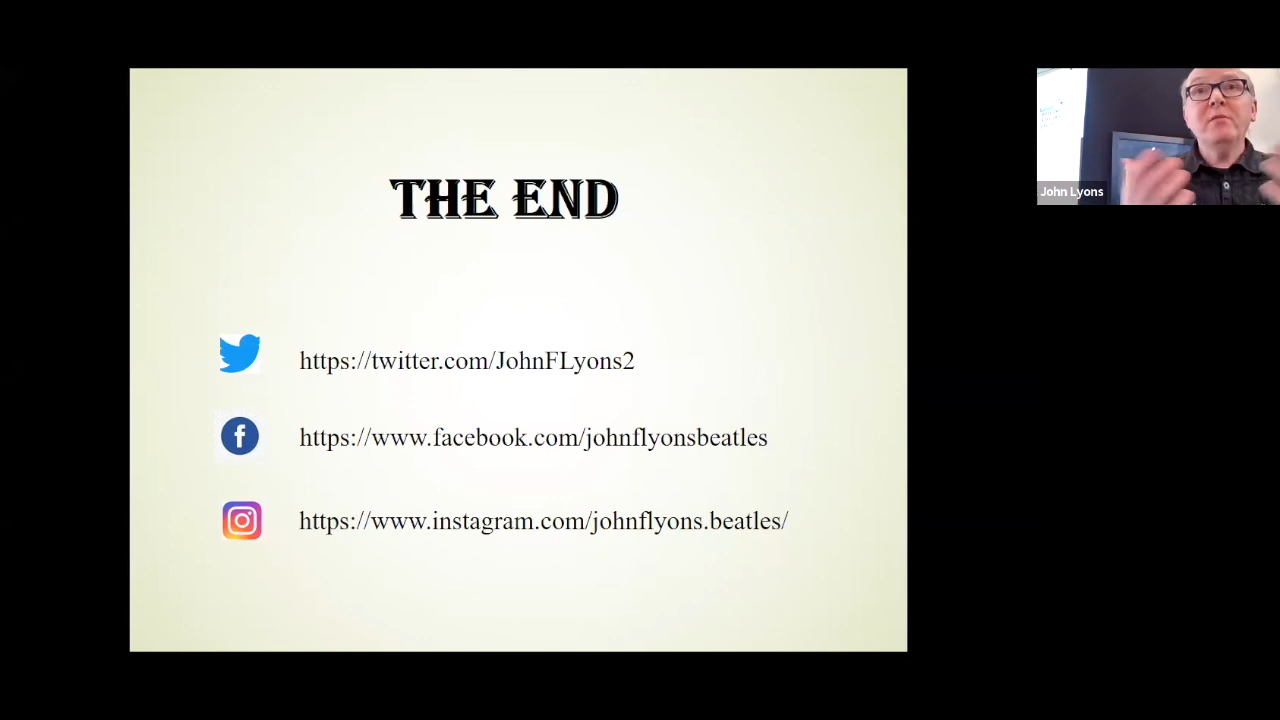 THE END
https://twitter.com/JohnFLyons2
https://www.facebook.com/johnflyonsbeatles
https://www.instagram.com/johnflyons.beatles/
John Lyons